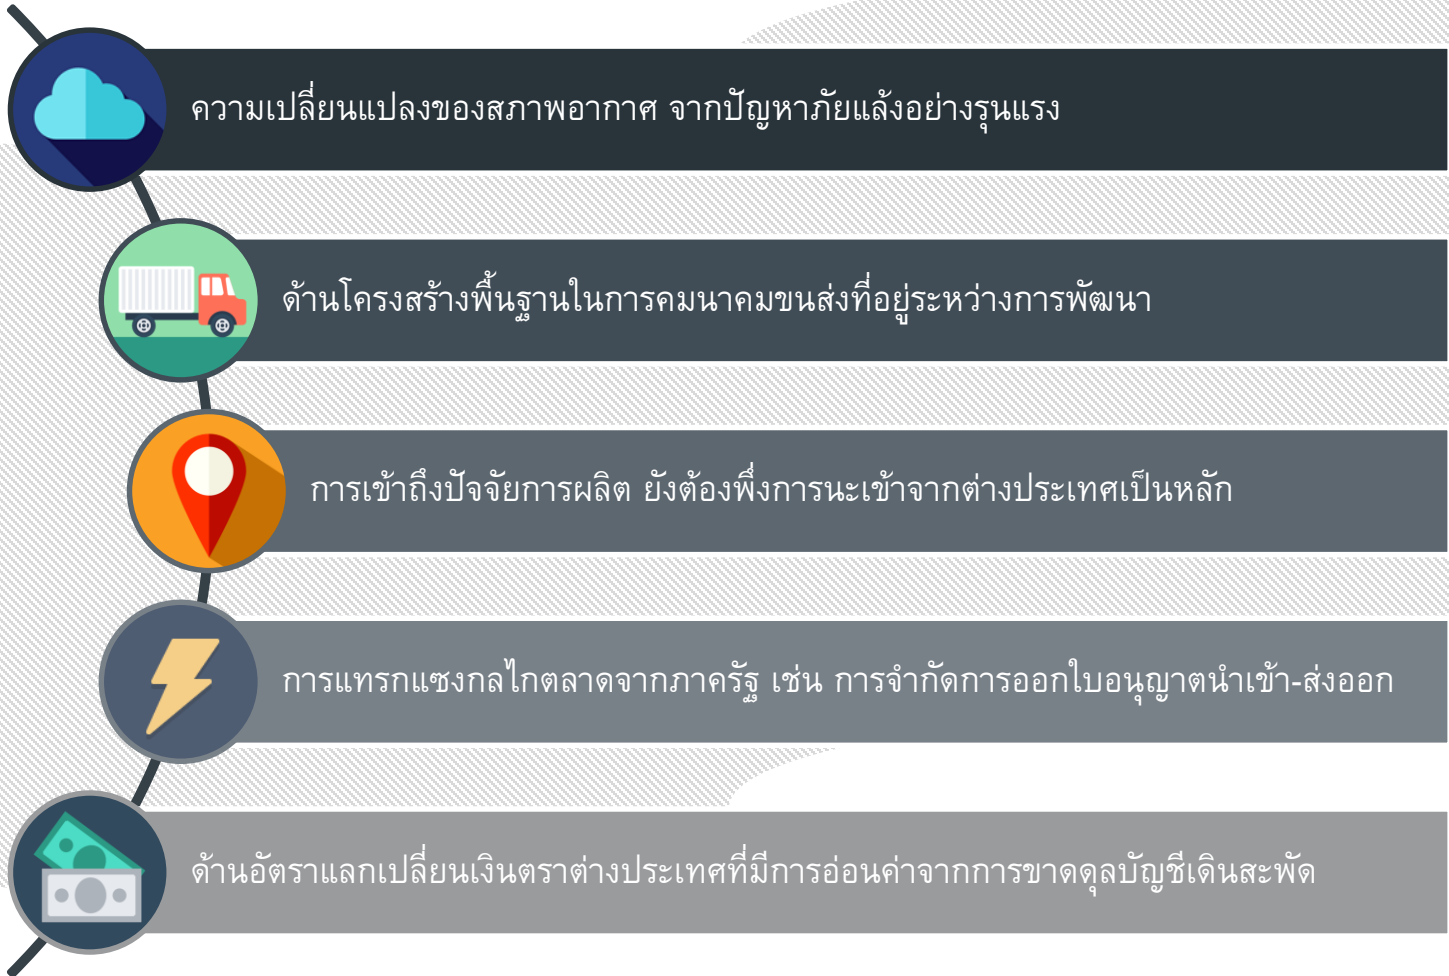 ความเปลี่ยนแปลงของสภาพอากาศ จากปัญหาภัยแล้งอย่างรุนแรง
ด้านโครงสร้างพื้นฐานในการคมนาคมขนส่งที่อยู่ระหว่างการพัฒนา
การเข้าถึงปัจจัยการผลิต ยังต้องพึ่งการนะเข้าจากต่างประเทศเป็นหลัก
การแทรกแซงกลไกตลาดจากภาครัฐ เช่น การจำกัดการออกใบอนุญาตนำเข้า-ส่งออก
ด้านอัตราแลกเปลี่ยนเงินตราต่างประเทศที่มีการอ่อนค่าจากการขาดดุลบัญชีเดินสะพัด